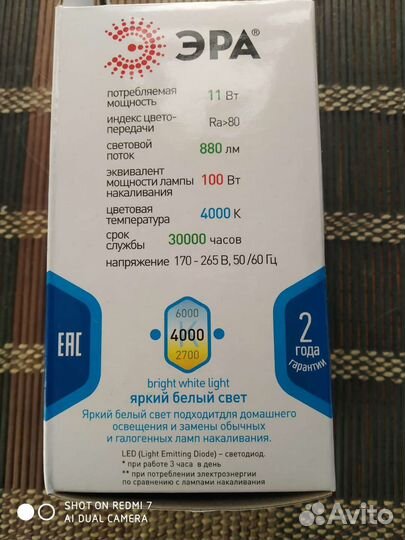 ЭРА®
потребляемая
мощность 11 Вт
индекс цвето-
передачи Ra>80
световой
поток 880 лм
эквивалент
мощности лампы
накаливания 100 Вт
цветовая
температура 4000 К
срок
службы 30000 часов
напряжение 170 - 265 В, 50/60 Гц
6000
4000
К
2700
EAC
2
года
гарантии
bright white light
яркий белый свет
Яркий белый свет подходитдля домашнего
освещения и замены обычных
и галогенных ламп накаливания.
LED (Light Emitting Diode) – светодиод.
* при работе 3 часа в день
** при потреблении электроэнергии
по сравнению с лампами накаливания
SHOT ON REDMI 7
AI DUAL CAMERA
Avito